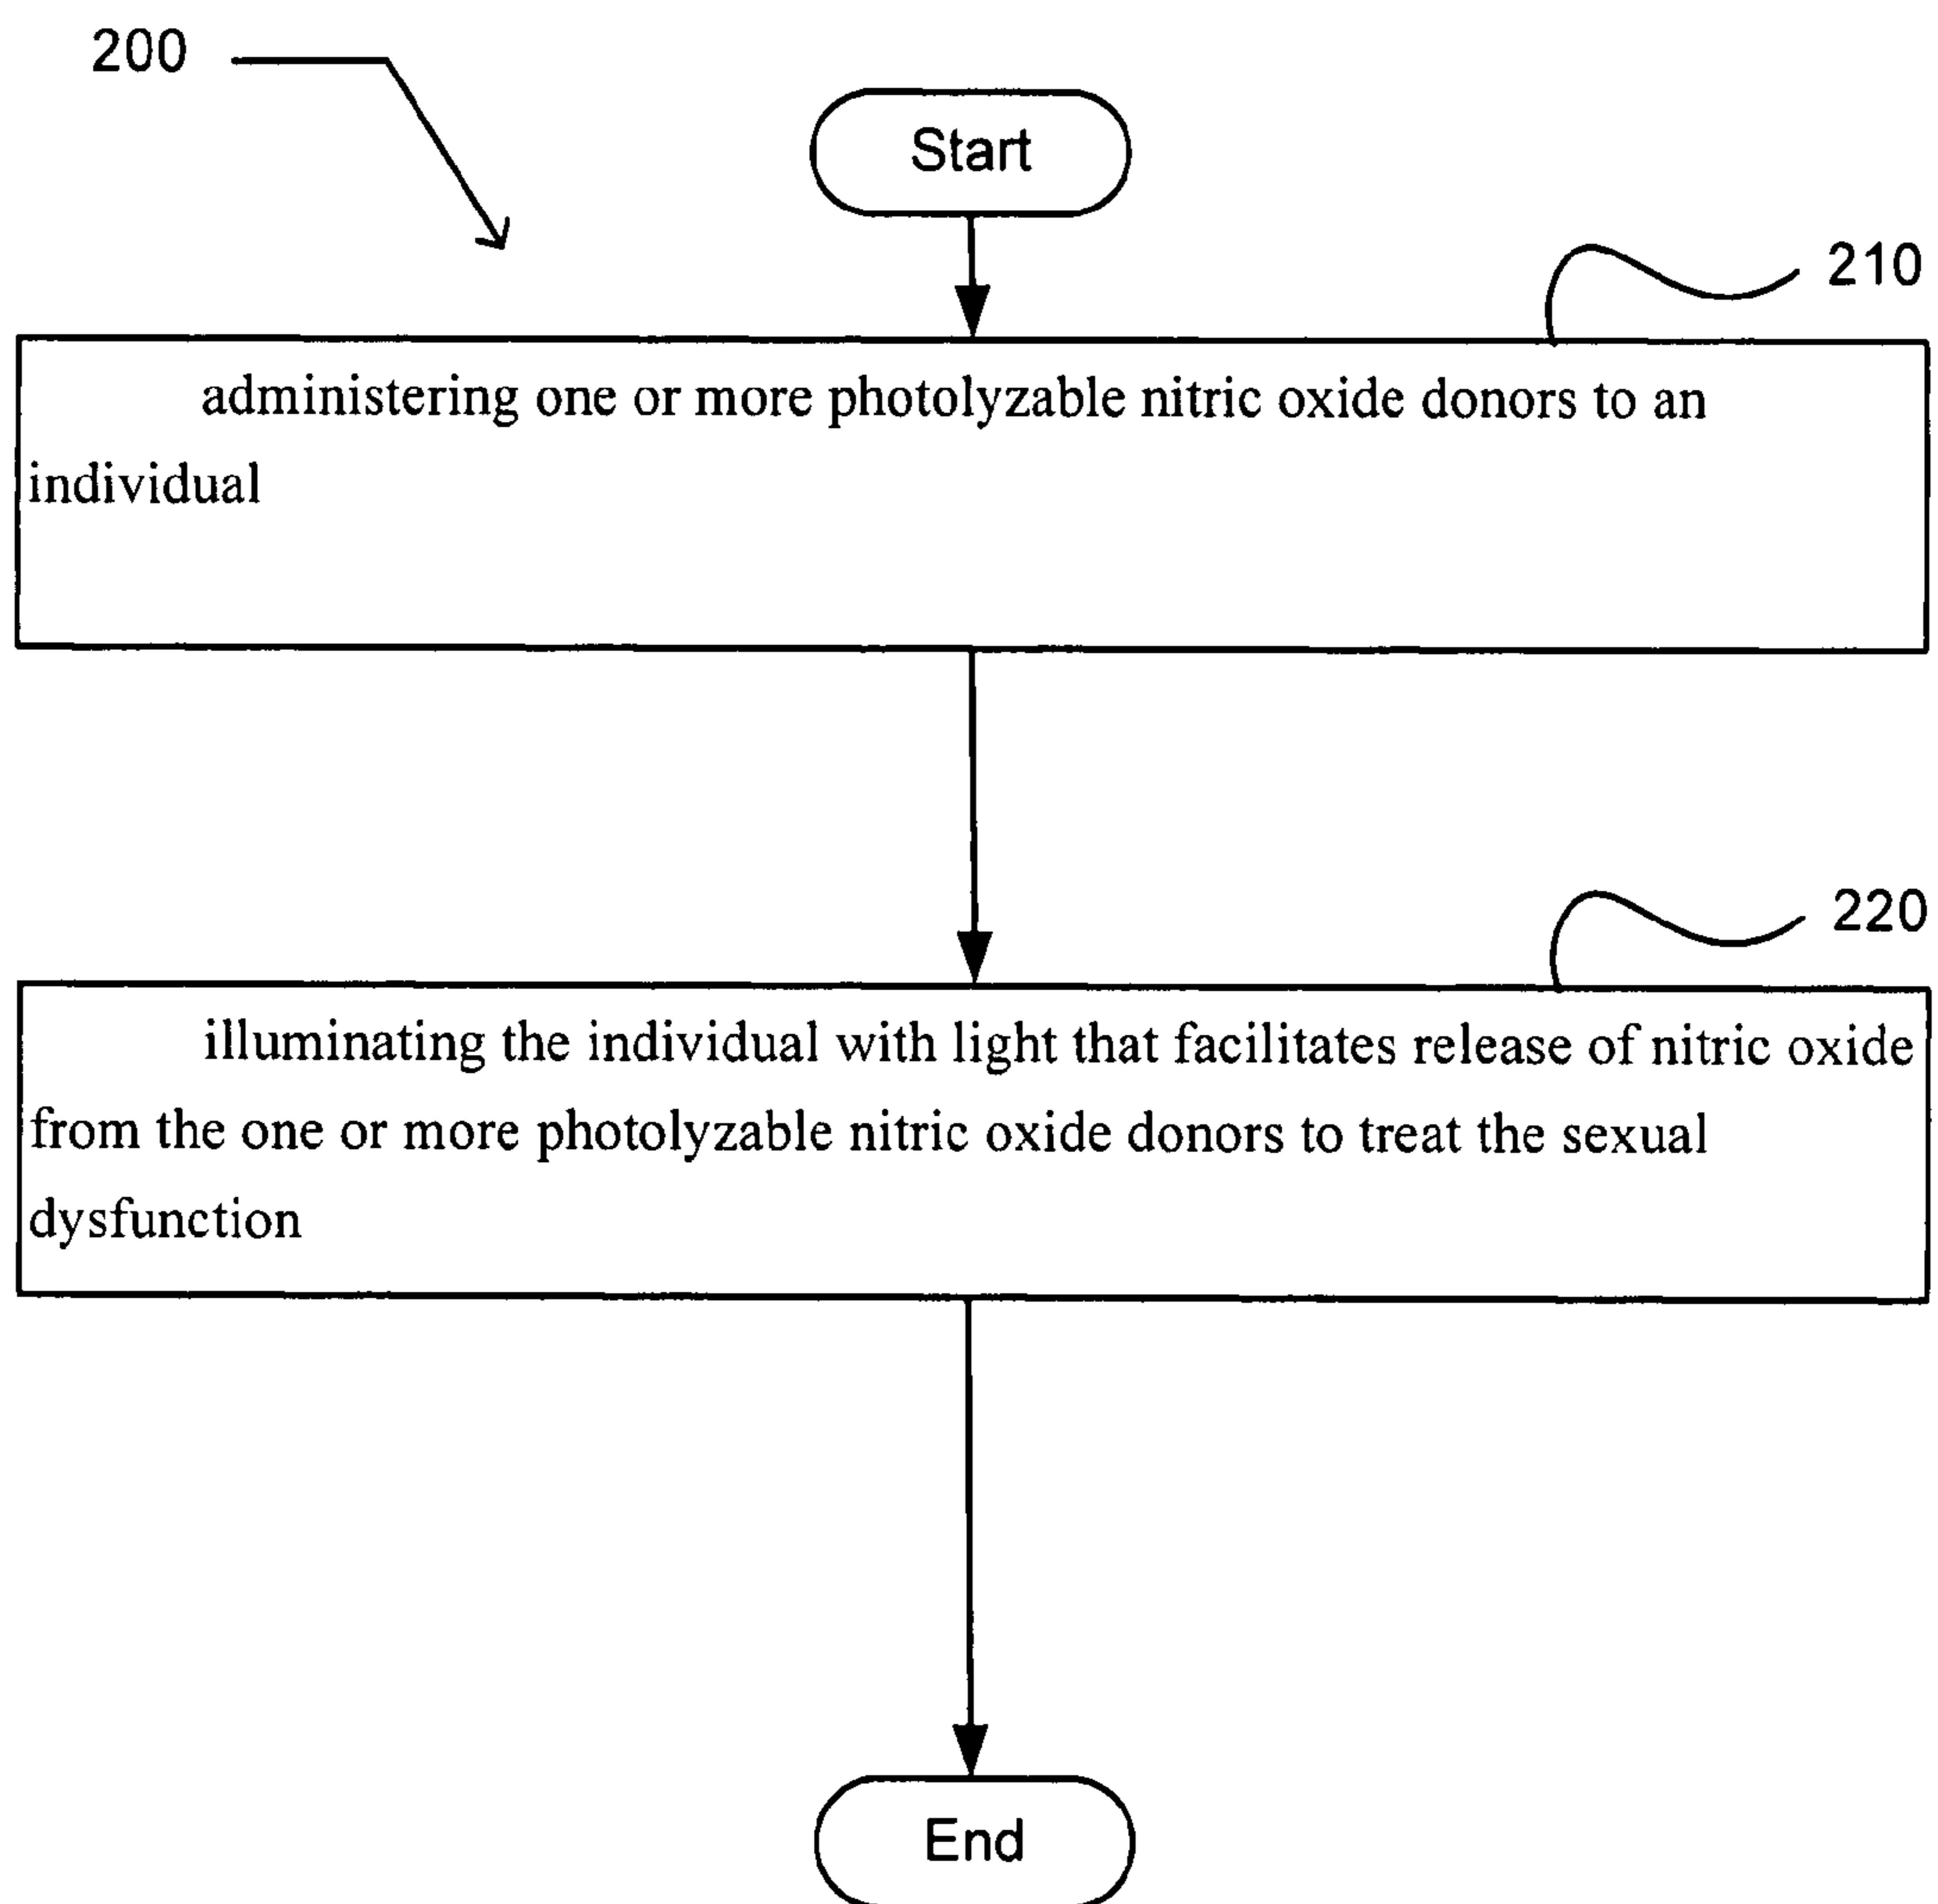 200
Start
210
administering one or more photolyzable nitric oxide donors to an
individual
220
illuminating the individual with light that facilitates release of nitric oxide
from the one or more photolyzable nitric oxide donors to treat the sexual
dysfunction
End